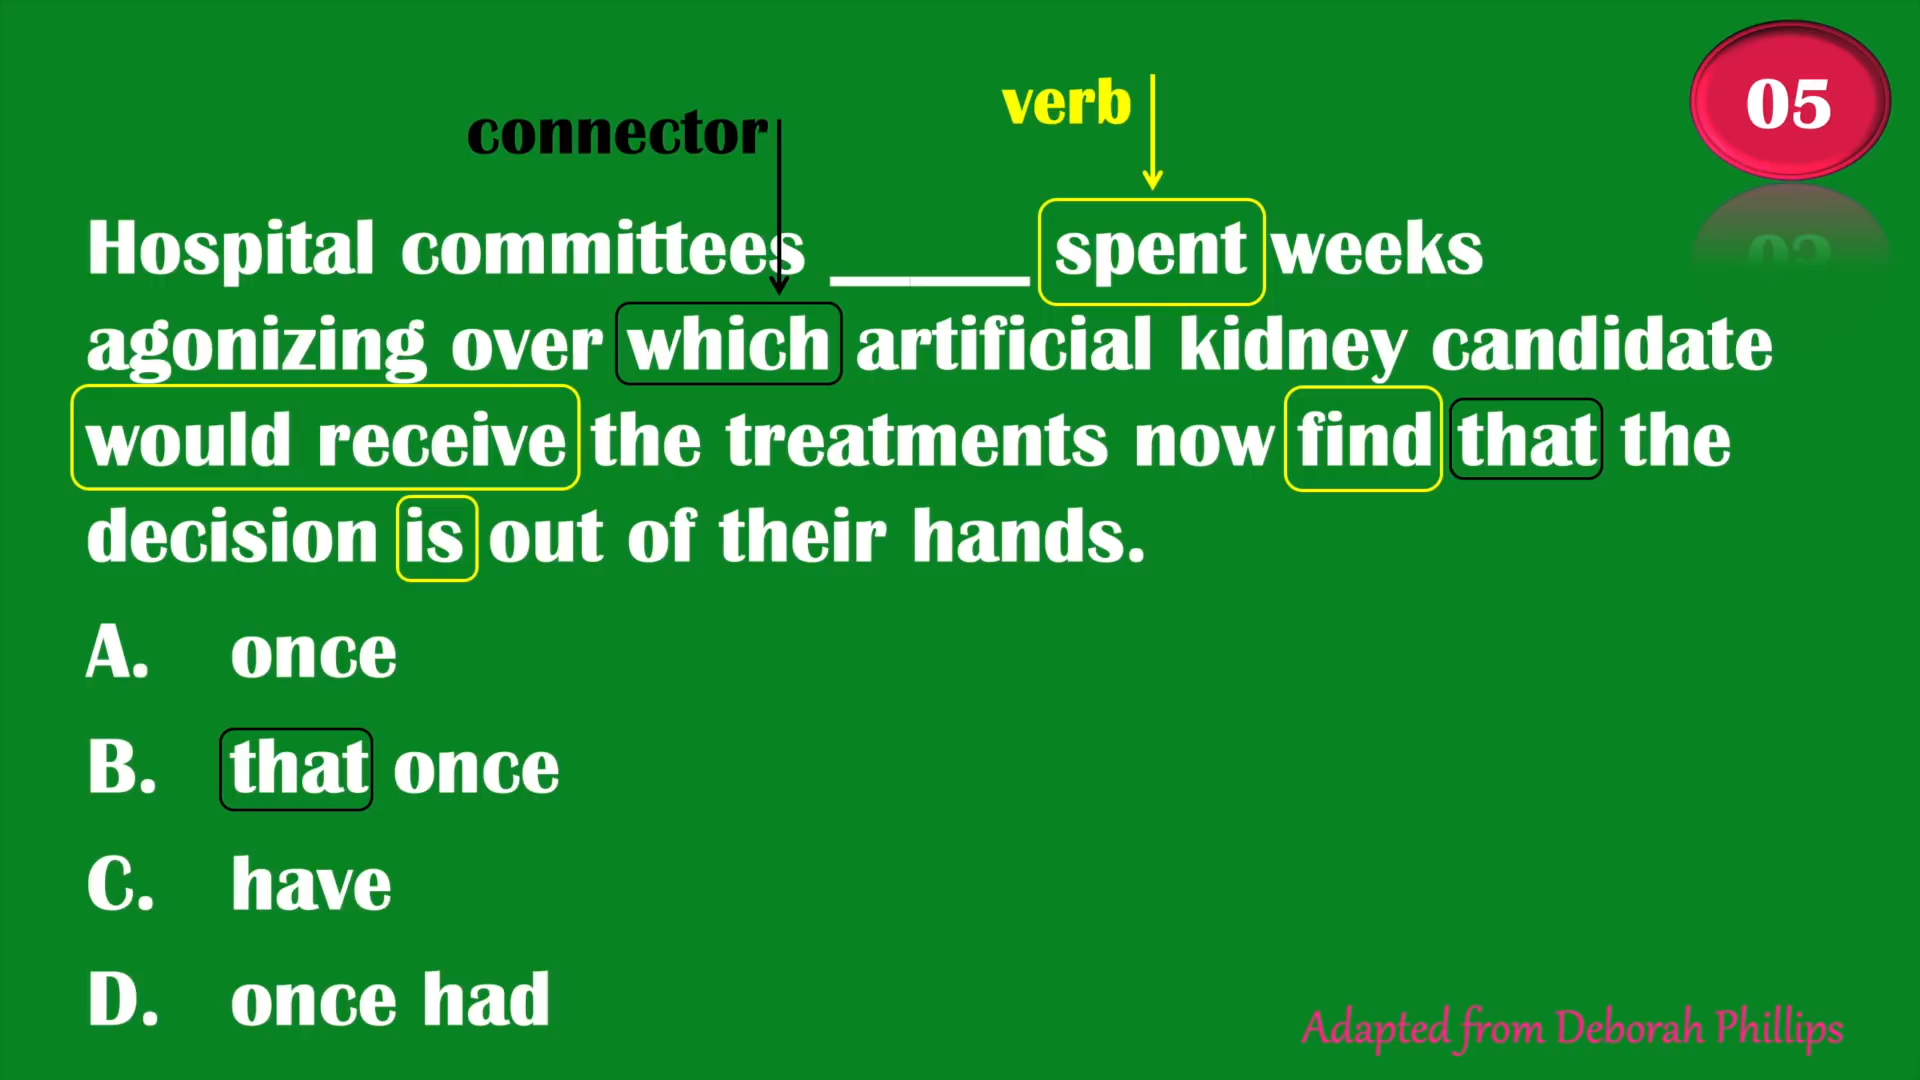 05
verb
connector
Hospital committees _____ spent weeks
agonizing over which artificial kidney candidate
would receive the treatments now find that the
decision is out of their hands.
A. once
B. that once
C. have
D. once had
Adapted from Deborah Phillips